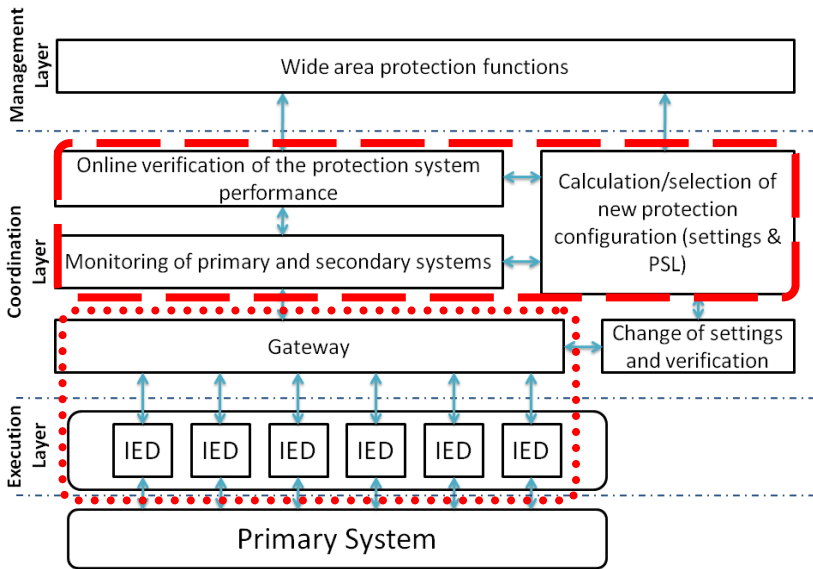 Management
Layer
Wide area protection functions
Coordination
Layer
Online verification of the protection system
performance
Calculation/selection of
new protection
configuration (settings &
PSL)
Monitoring of primary and secondary systems
Gateway
Change of settings
and verification
Execution
Layer
IED
IED
IED
IED
IED
IED
Primary System